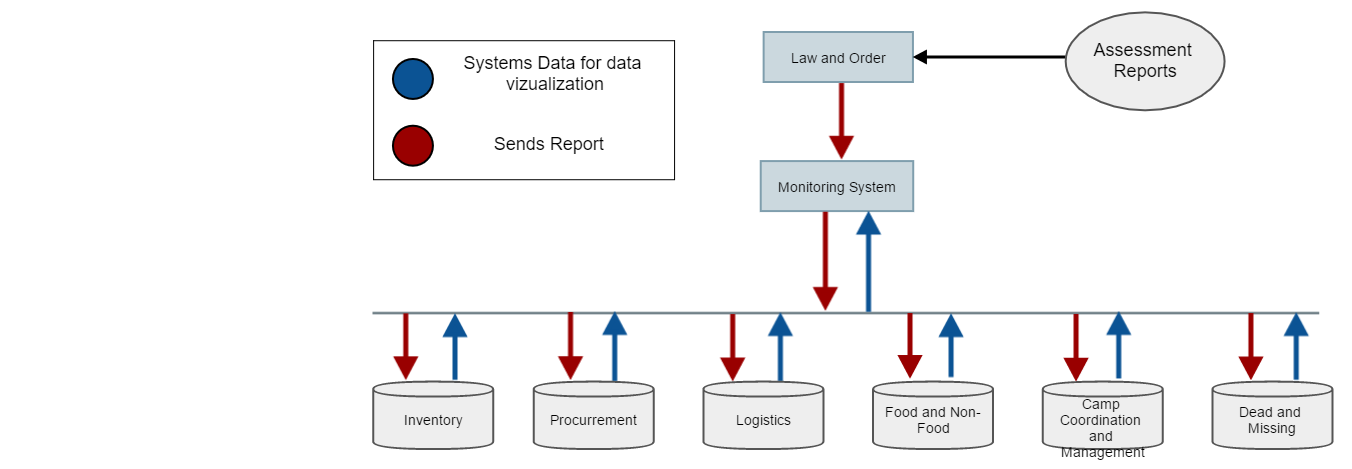 Systems Data for data
vizualization
Sends Report
Law and Order
Assessment
Reports
Monitoring System
Inventory
Procurrement
Logistics
Food and Non-
Food
Camp
Coordination
and
Management
Dead and
Missing